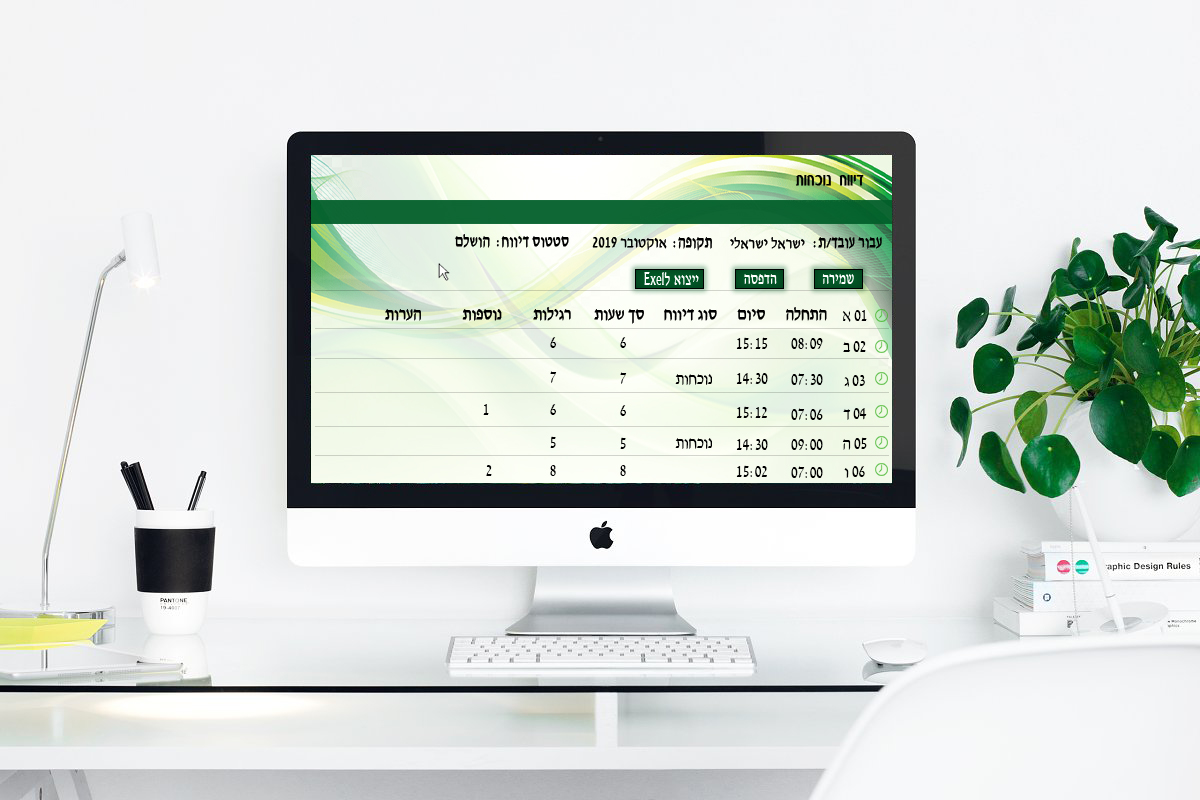 דיווח נוכחות
עבור עובד/ת: ישראל ישראלי תקופה: אוקטובר 2019 סטטוס דיווח: הושלם
שמירה הדפסה ייצוא לExel
01 א התחלה סיום סוג דיווח סך שעות רגילות נוספות הערות
02 ב 08:09 15:15 6 6
03 ג 07:30 14:30 נוכחות 7 7
04 ד 07:06 15:12 6 6 1
05 ה 09:00 14:30 נוכחות 5 5
06 ו 07:00 15:02 8 8 2
PANTONE
19-4007
raphic Design Rules